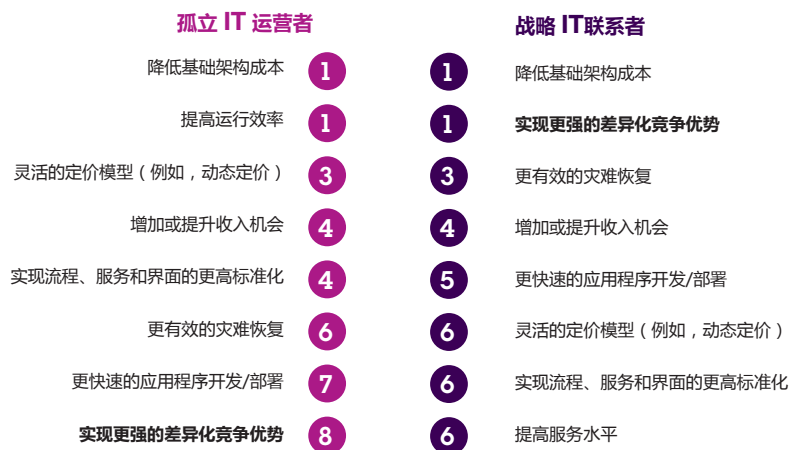 孤立 IT 运营者
战略 IT联系者
降低基础架构成本 1
1 降低基础架构成本
提高运行效率 1
1 实现更强的差异化竞争优势
灵活的定价模型（例如，动态定价） 3
3 更有效的灾难恢复
增加或提升收入机会 4
4 增加或提升收入机会
实现流程、服务和界面的更高标准化 4
5 更快速的应用程序开发/部署
更有效的灾难恢复 6
6 灵活的定价模型（例如，动态定价）
更快速的应用程序开发/部署 7
6 实现流程、服务和界面的更高标准化
实现更强的差异化竞争优势 8
6 提高服务水平